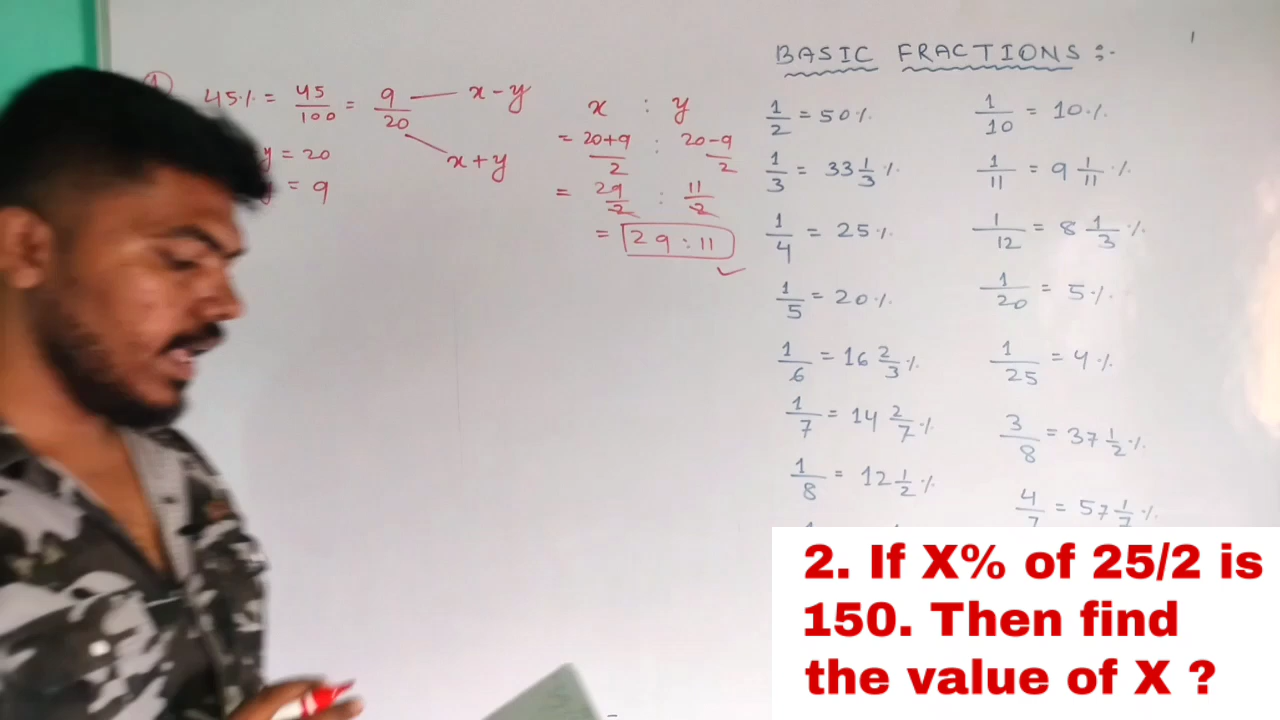 1
45% = 45/100 = 9/20
x-y
x+y
y = 20
= 9
x : y
= 20+9/2 : 20-9/2
= 29/2 : 11/2
= 29:11
BASIC FRACTIONS :-
1/2 = 50%
1/3 = 33 1/3 %
1/4 = 25%
1/5 = 20%
1/6 = 16 2/3 %
1/7 = 14 2/7 %
1/8 = 12 1/2 %
1/10 = 10%
1/11 = 9 1/11 %
1/12 = 8 1/3 %
1/20 = 5%
1/25 = 4%
3/8 = 37 1/2 %
4/7 = 57 1/7 %
2. If X% of 25/2 is
150. Then find
the value of X ?